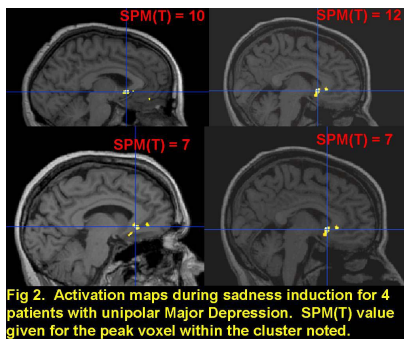 SPM(T) = 10
SPM(T) = 12
SPM(T) = 7
SPM(T) = 7
Fig 2. Activation maps during sadness induction for 4
patients with unipolar Major Depression. SPM(T) value
given for the peak voxel within the cluster noted.